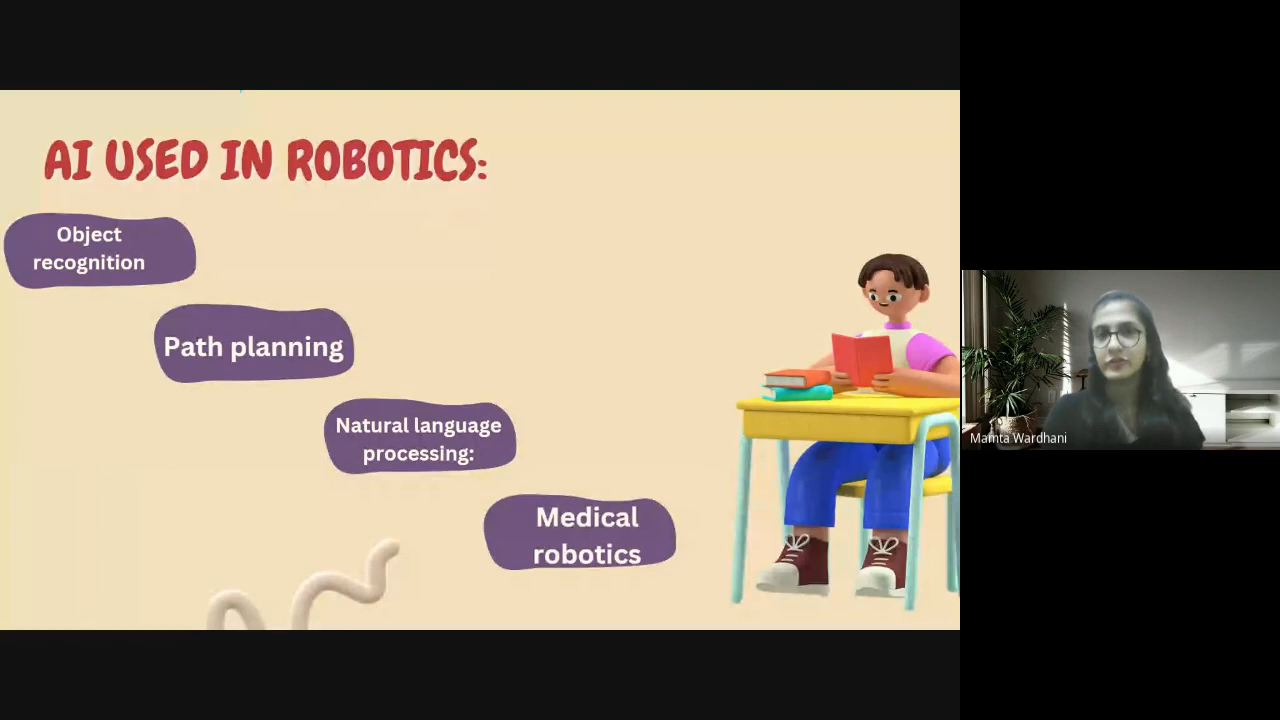 AI USED IN ROBOTICS:
Object
recognition
Path planning
Natural language
processing:
Medical
robotics
Mamta Wardhani